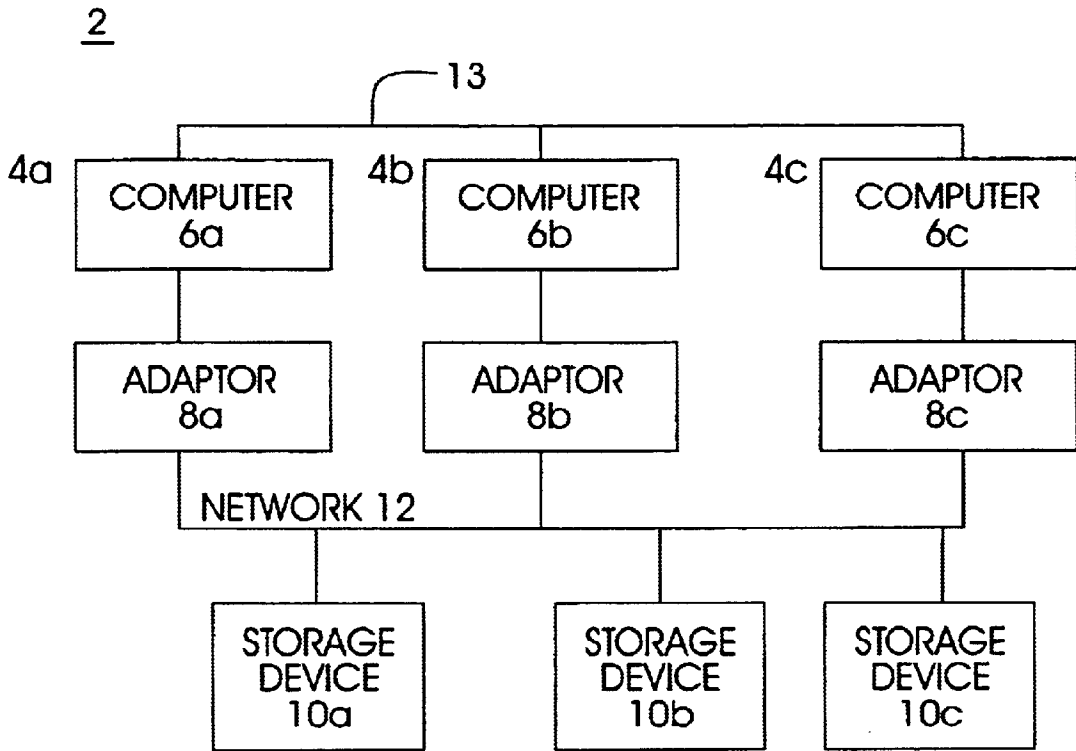 2
13
4a
COMPUTER
6a
4b
COMPUTER
6b
4c
COMPUTER
6c
ADAPTOR
8a
ADAPTOR
8b
ADAPTOR
8c
NETWORK 12
STORAGE
DEVICE
10a
STORAGE
DEVICE
10b
STORAGE
DEVICE
10c